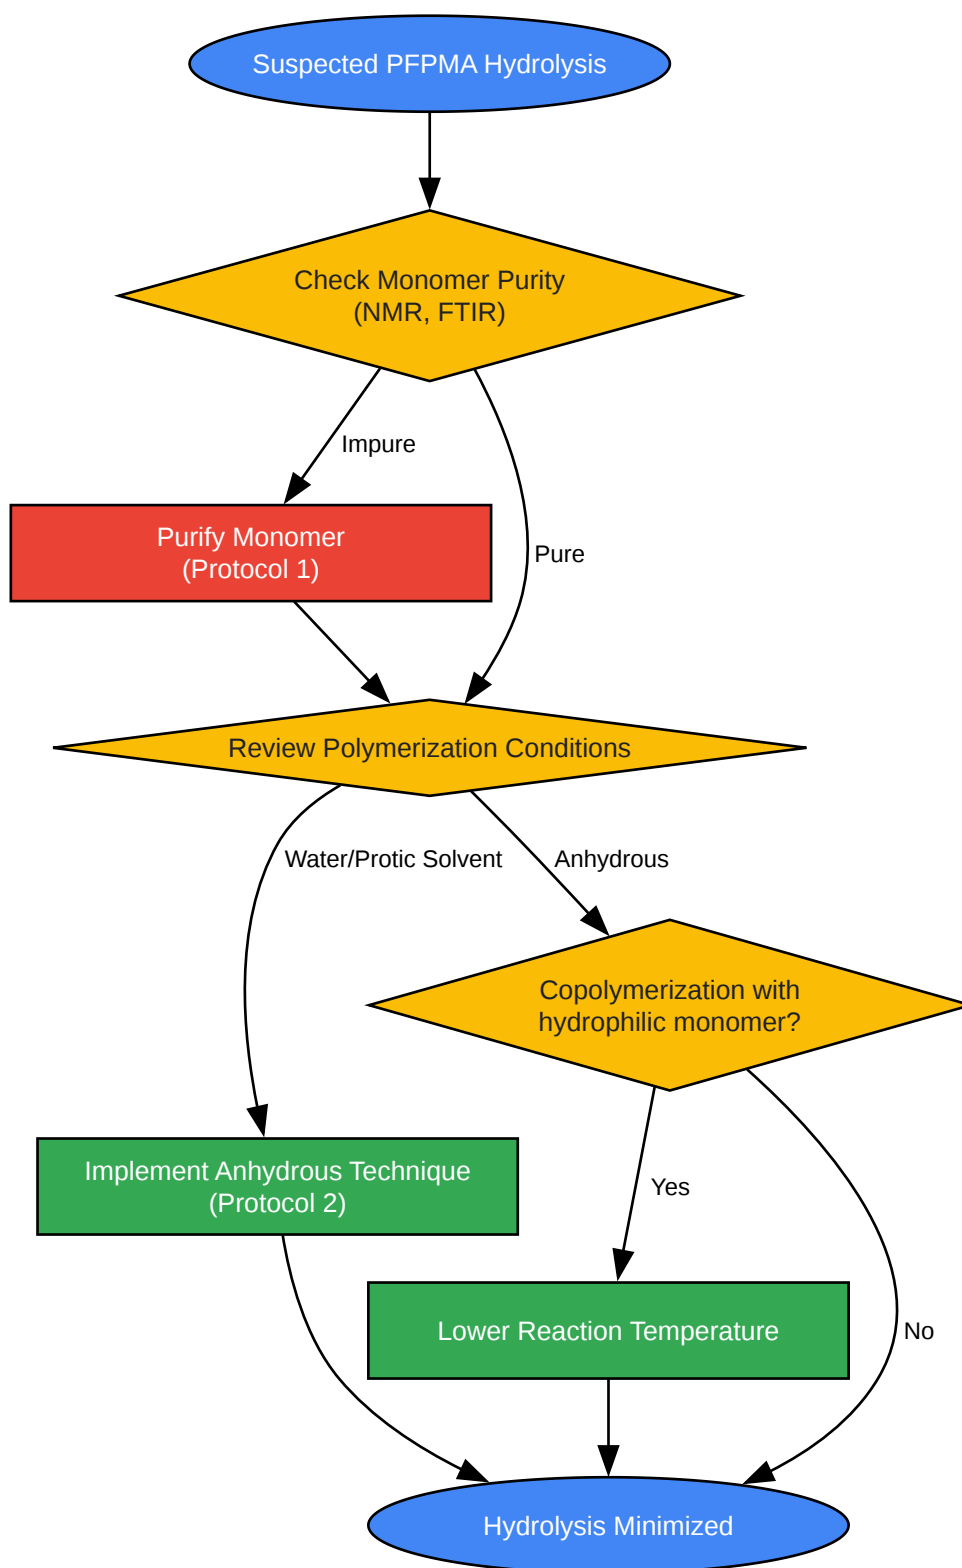 Suspected PFPMA Hydrolysis
Check Monomer Purity
(NMR, FTIR)
Impure
Purify Monomer
(Protocol 1)
Pure
Review Polymerization Conditions
Water/Protic Solvent
Anhydrous
Copolymerization with
hydrophilic monomer?
Implement Anhydrous Technique
(Protocol 2)
Yes
Lower Reaction Temperature
No
Hydrolysis Minimized